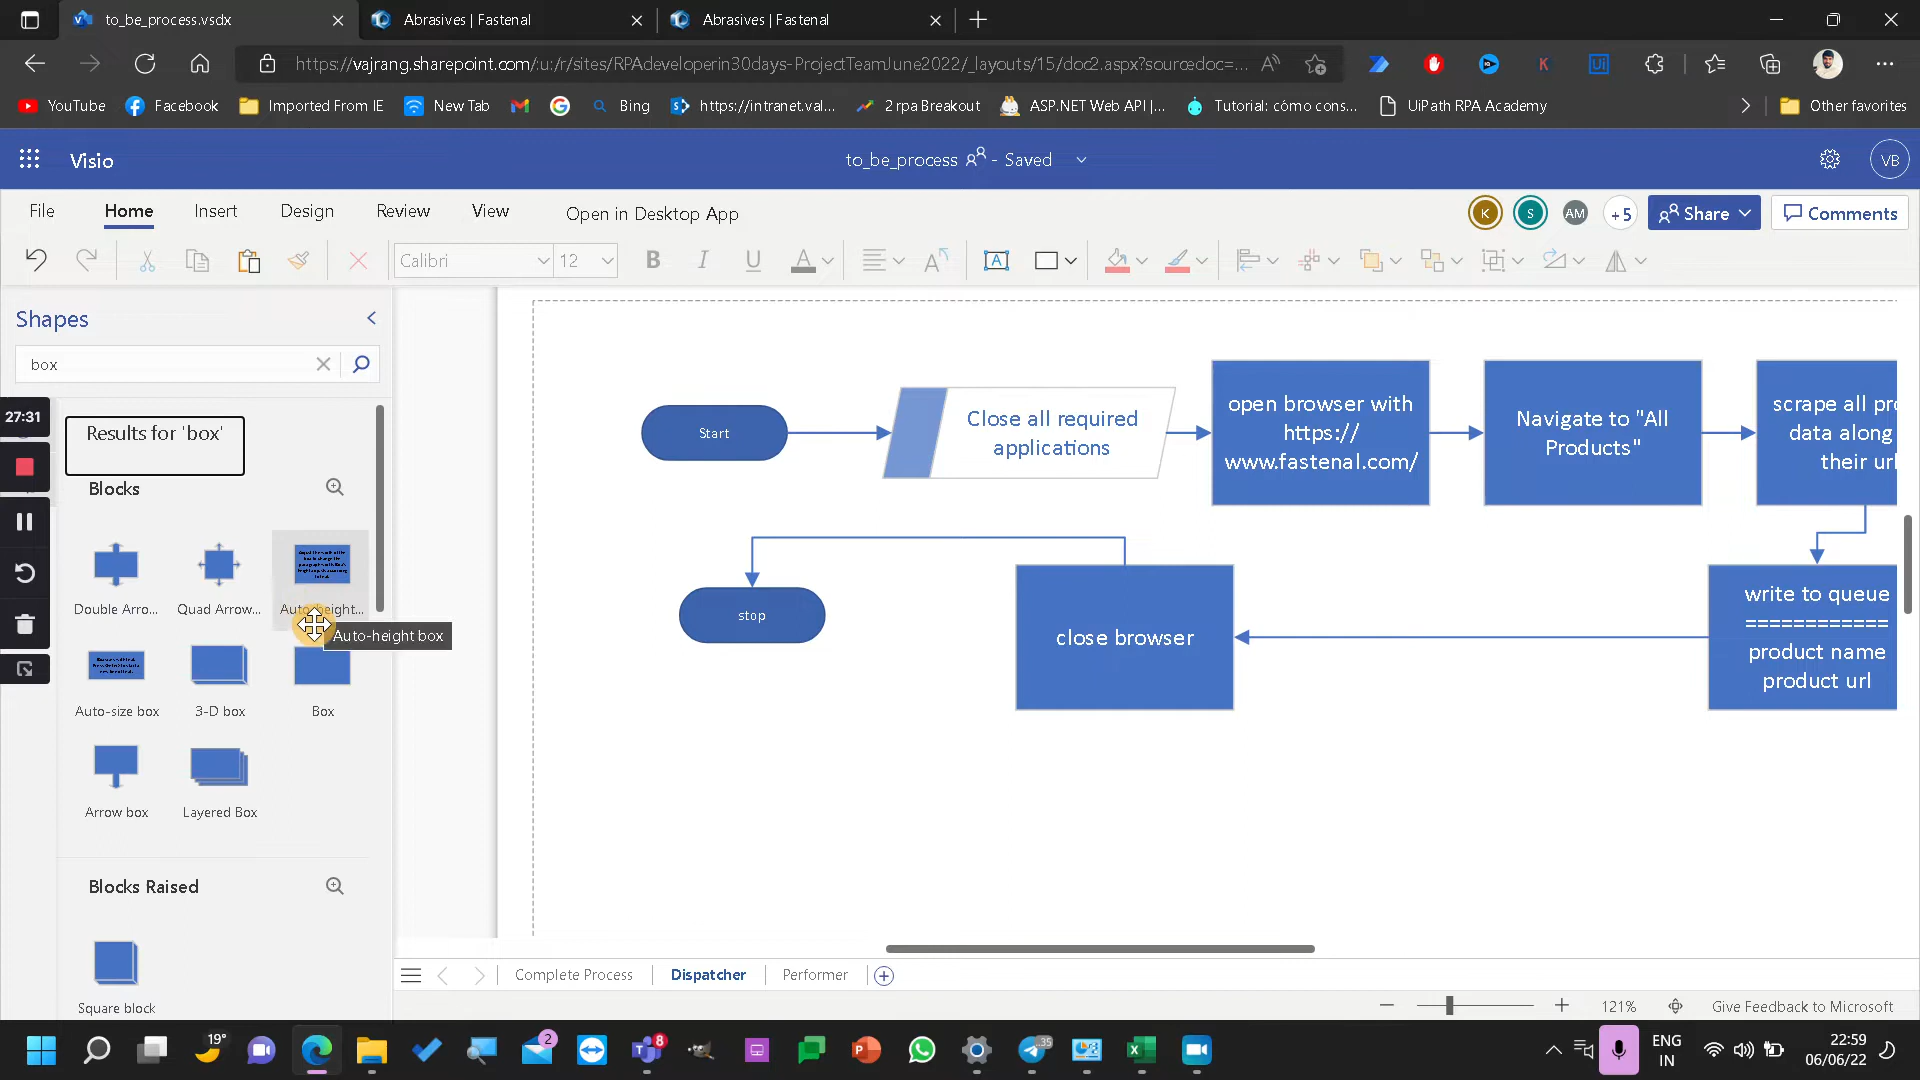 to_be_process.vsdx
Abrasives | Fastenal
Abrasives | Fastenal
https://vajrang.sharepoint.com/:u:/r/sites/RPAdeveloperin30days-ProjectTeamJune2022/_layouts/15/doc2.aspx?sourcedoc=...
YouTube
Facebook
Imported From IE
New Tab
Bing
https://intranet.val...
2 rpa Breakout
ASP.NET Web API |...
Tutorial: cómo cons...
UiPath RPA Academy
Other favorites
Visio
to_be_process - Saved
VB
File
Home
Insert
Design
Review
View
Open in Desktop App
K
S
AM
+5
Share
Comments
Calibri
12
B
I
U
A
A
A
Shapes
box
27:31
Results for 'box'
Blocks
Double Arro...
Quad Arrow...
Auto-height...
Auto-height box
Auto-size box
3-D box
Box
Arrow box
Layered Box
Blocks Raised
Square block
Start
Close all required
applications
open browser with
https://
www.fastenal.com/
Navigate to "All
Products"
scrape all pro
data along
their url
stop
close browser
write to queue
============
product name
product url
Complete Process
Dispatcher
Performer
121%
Give Feedback to Microsoft
19°
2
8
35
ENG
IN
22:59
06/06/22